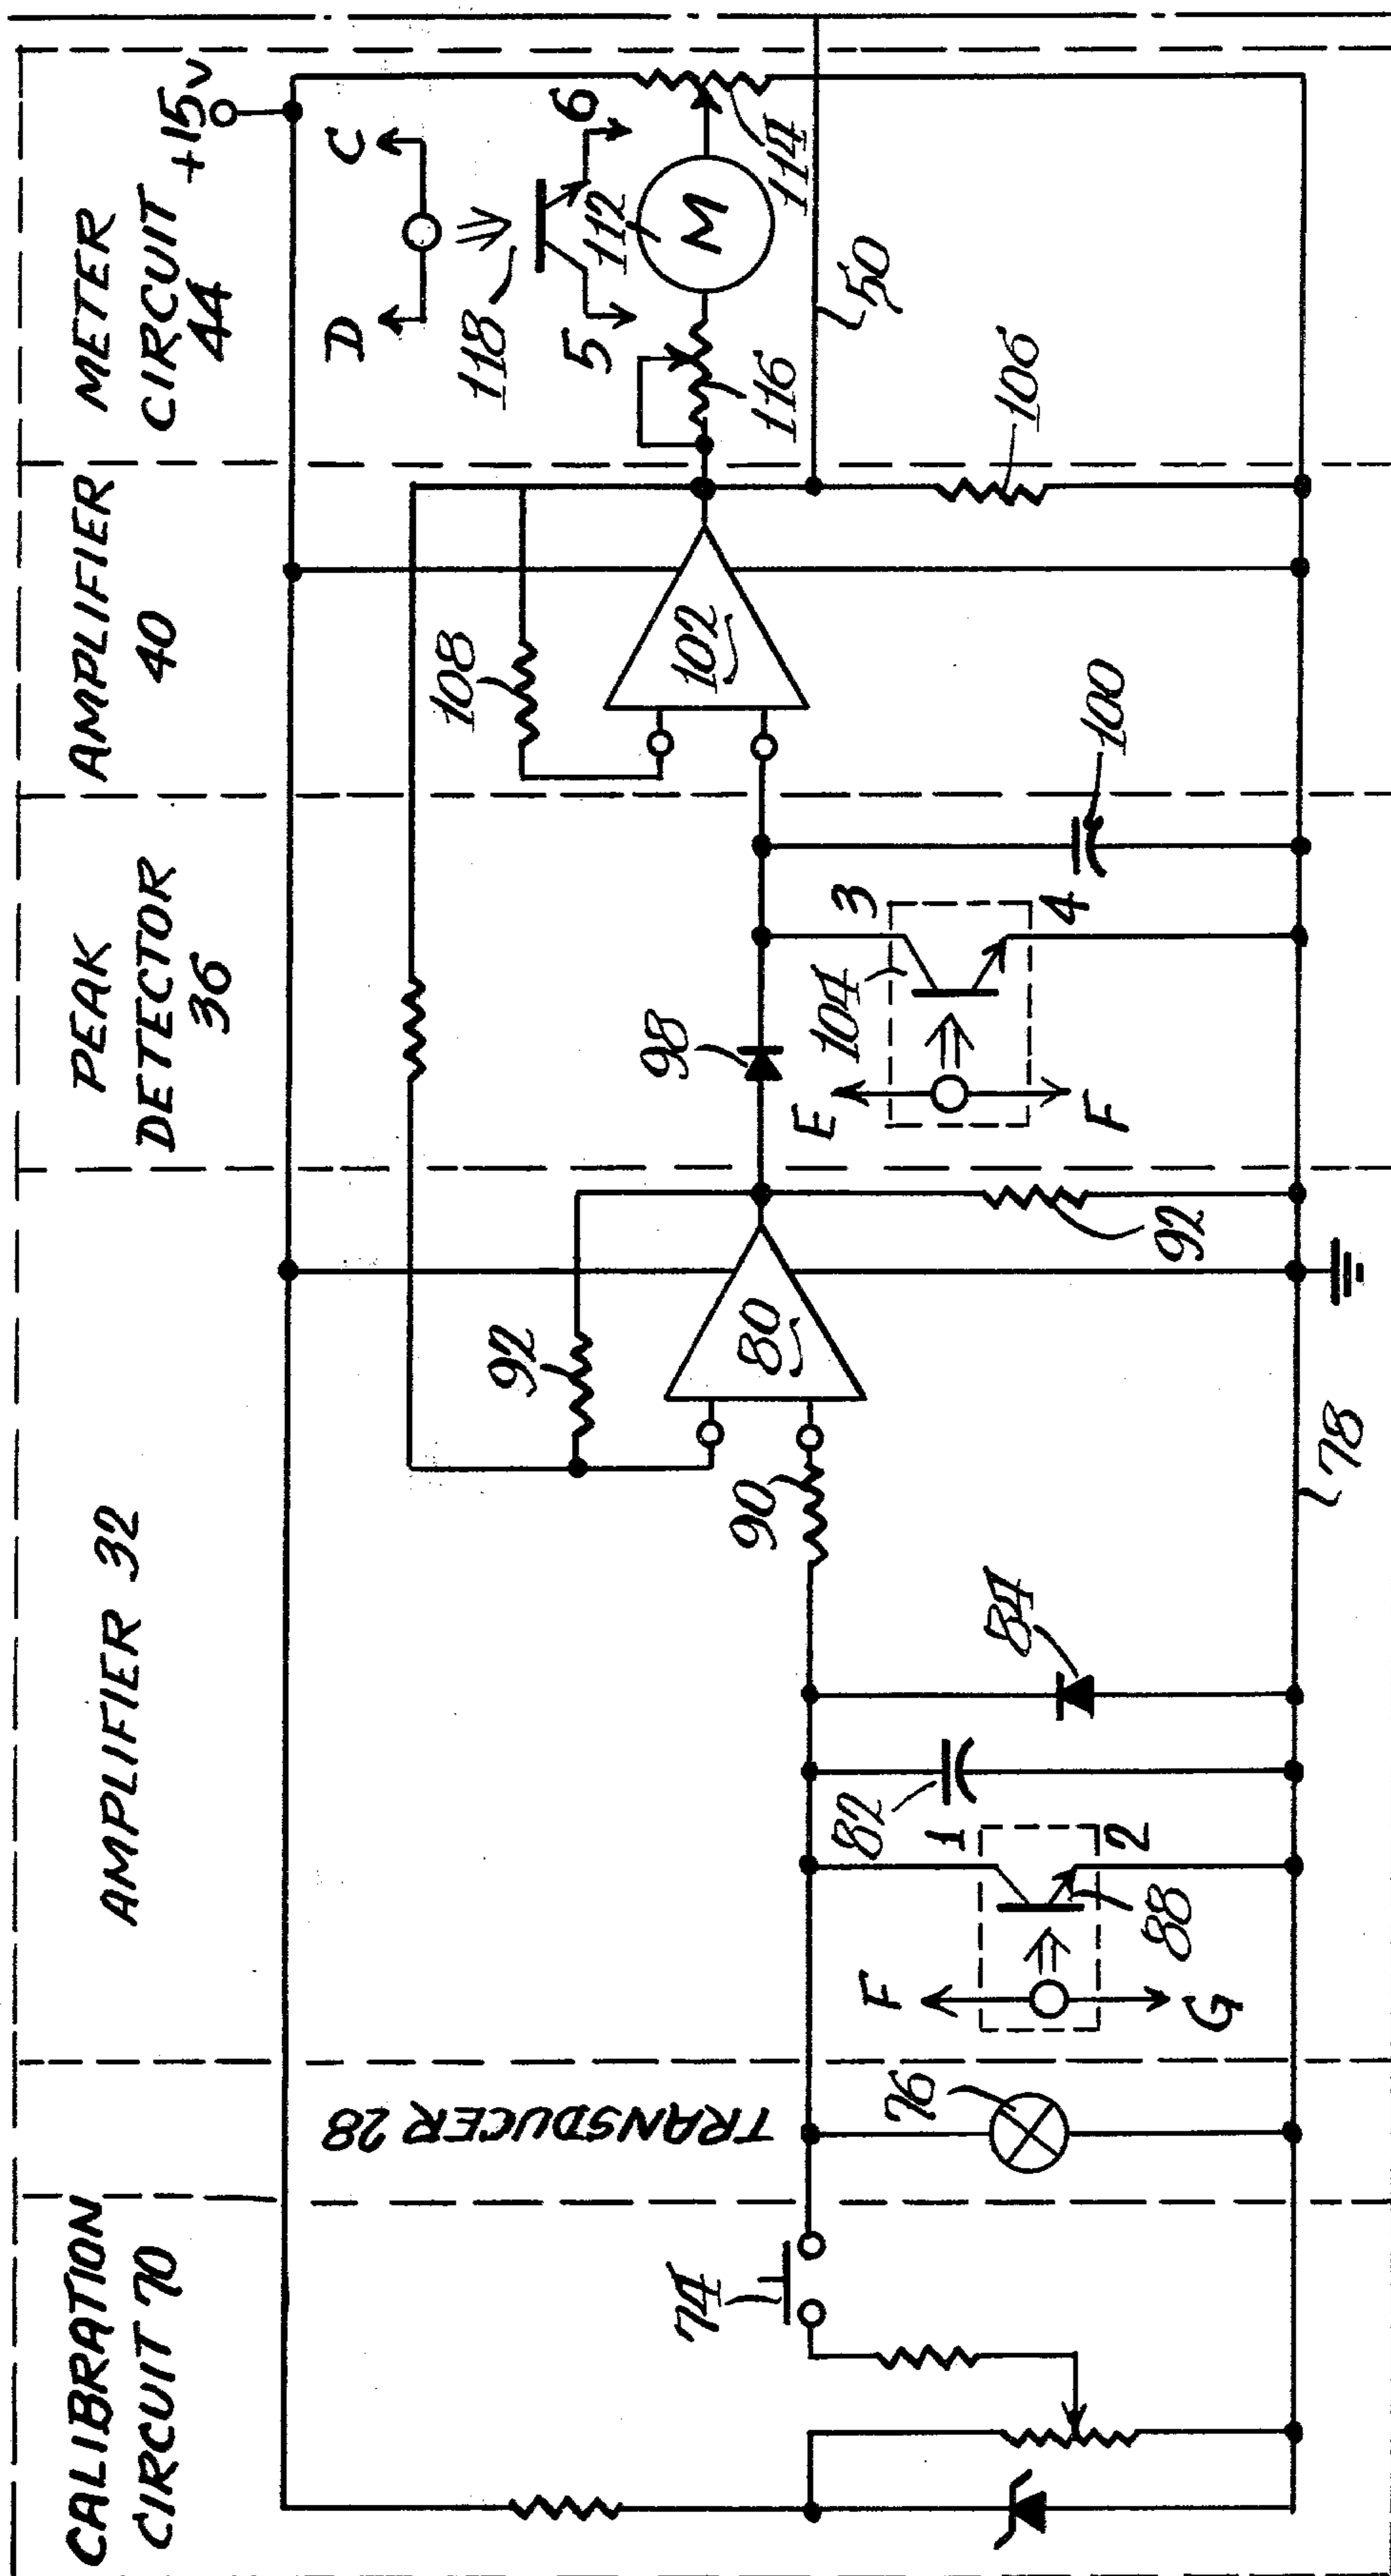 CALIBRATION
CIRCUIT 70
TRANSDUCER 28
AMPLIFIER 32
PEAK
DETECTOR
36
AMPLIFIER
40
METER
CIRCUIT
44
+15v
74
76
F
G
1
2
88
82
84
90
92
80
92
78
98
E
F
104
3
4
100
108
102
106
116
50
D
C
118
5
6
112
M
114